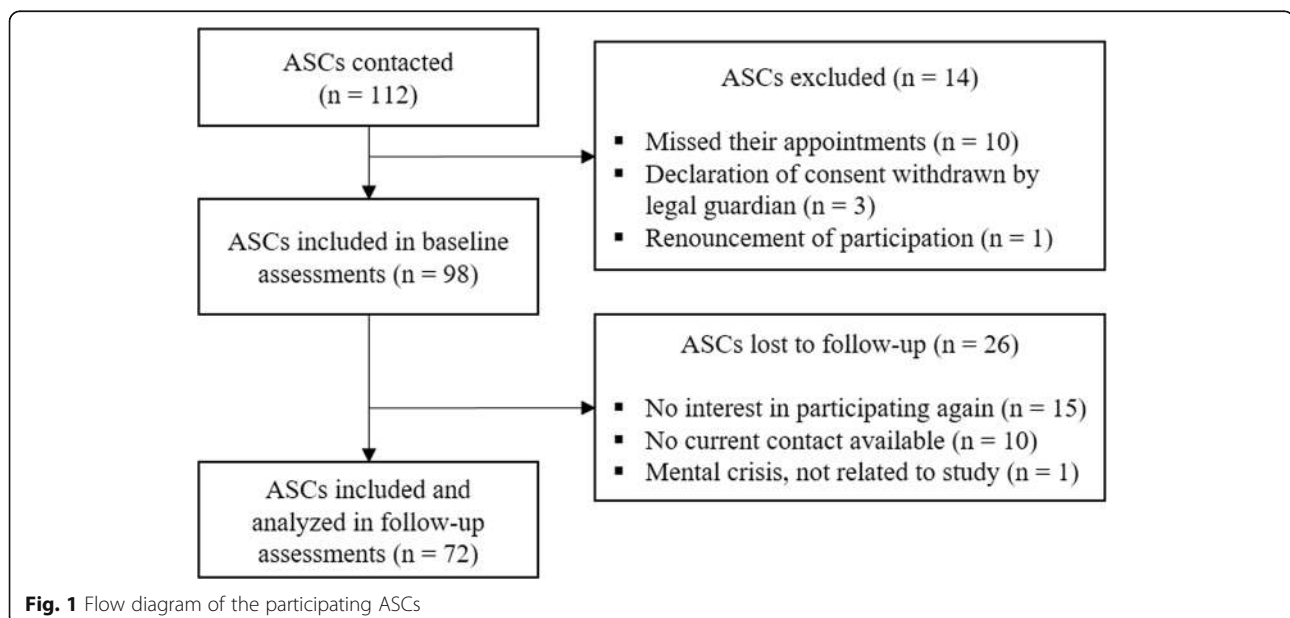 ASCs contacted
(n = 112)
ASCs excluded (n = 14)
▪ Missed their appointments (n = 10)
▪ Declaration of consent withdrawn by
legal guardian (n = 3)
▪ Renouncement of participation (n = 1)
ASCs included in baseline
assessments (n = 98)
ASCs lost to follow-up (n = 26)
▪ No interest in participating again (n = 15)
▪ No current contact available (n = 10)
▪ Mental crisis, not related to study (n = 1)
ASCs included and
analyzed in follow-up
assessments (n = 72)
Fig. 1 Flow diagram of the participating ASCs